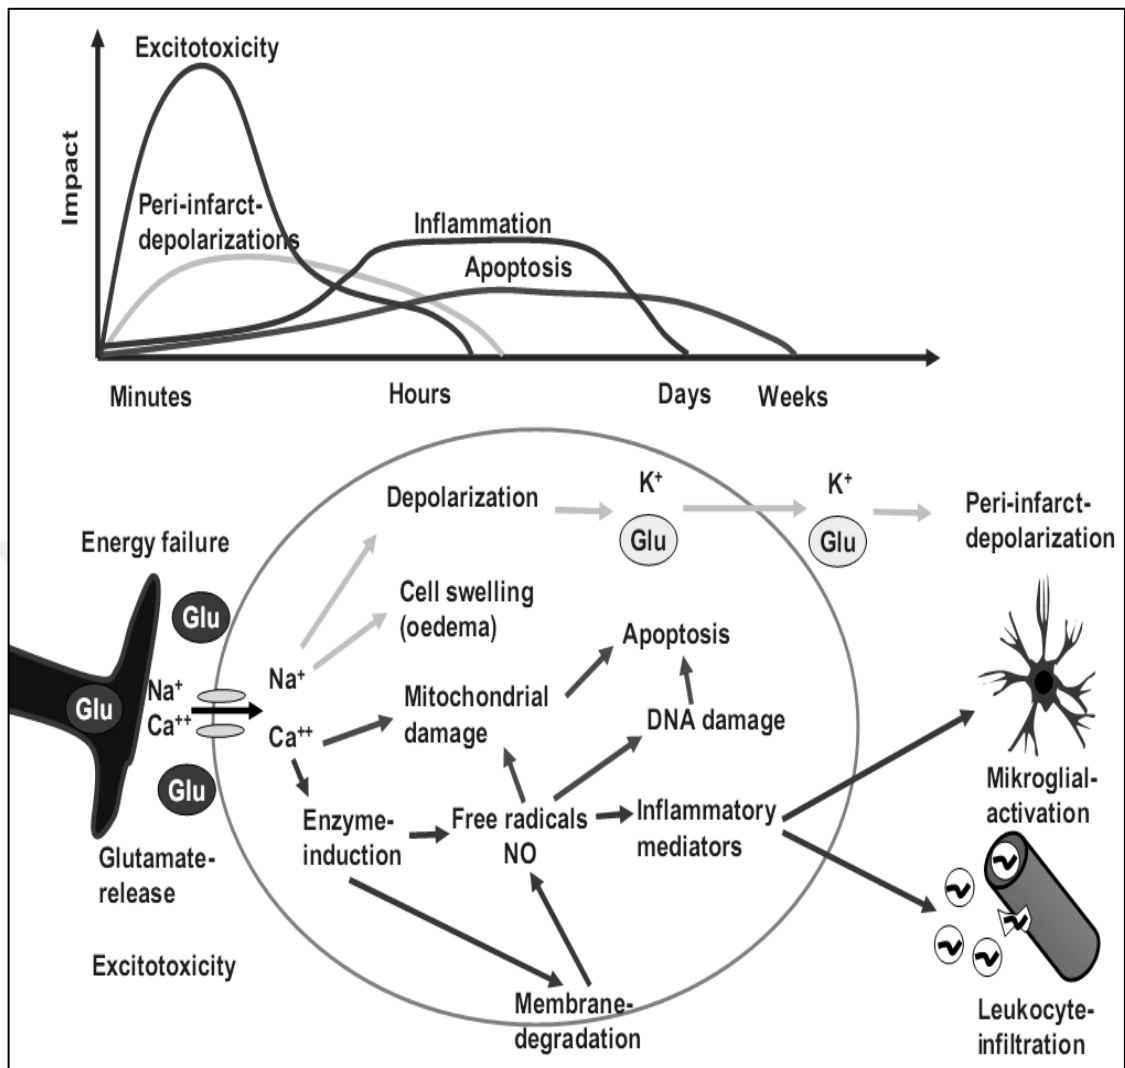 Excitotoxicity
Impact
Peri-infarct-
depolarizations
Inflammation
Apoptosis
Minutes
Hours
Days
Weeks
Depolarization
K⁺
Glu
K⁺
Glu
Peri-infarct-
depolarization
Energy failure
Glu
Cell swelling
(oedema)
Apoptosis
Na⁺
Ca⁺⁺
Glu
Na⁺
Ca⁺⁺
Mitochondrial
damage
DNA damage
Glu
Mikroglial-
activation
Enzyme-
induction
Free radicals
NO
Inflammatory
mediators
Glutamate-
release
Excitotoxicity
Membrane-
degradation
Leukocyte-
infiltration